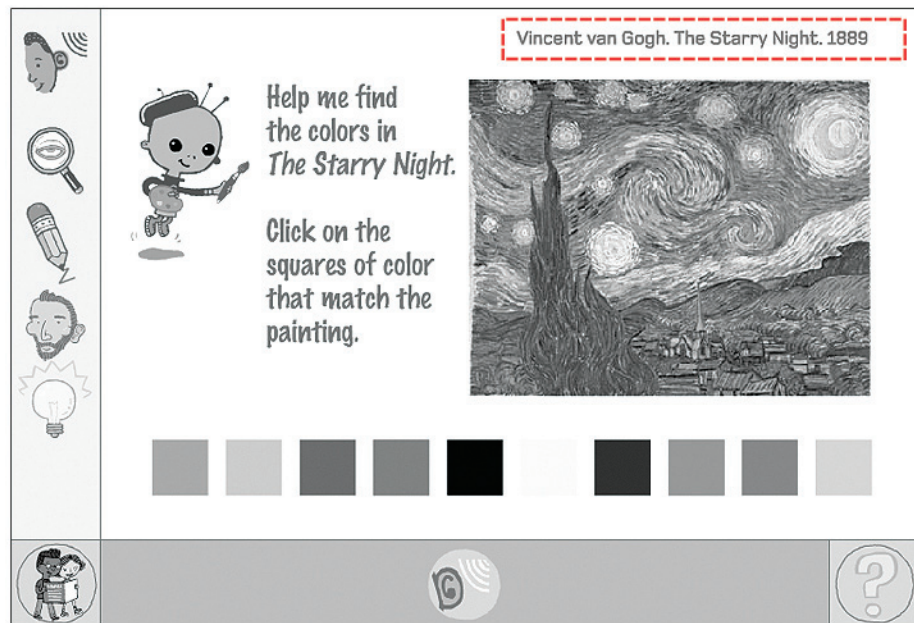 Vincent van Gogh. The Starry Night. 1889
Help me find
the colors in
The Starry Night.
Click on the
squares of color
that match the
painting.
?